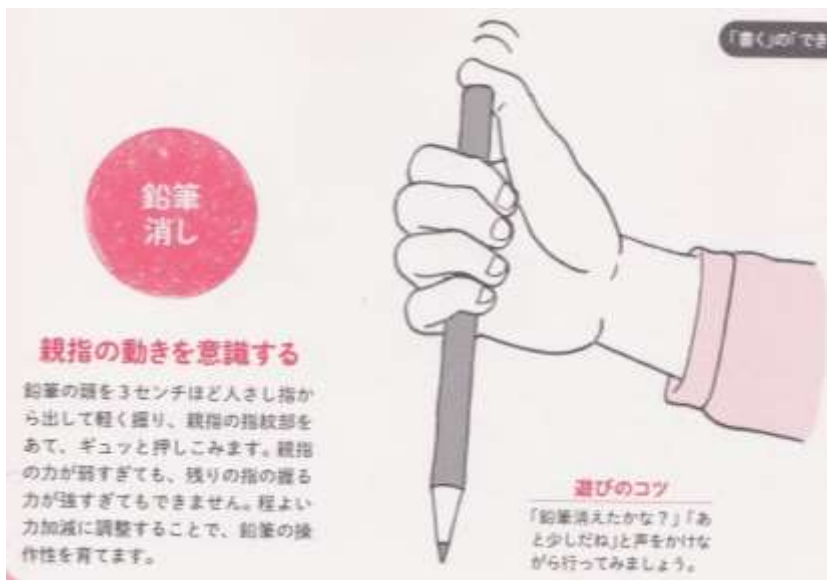 「書く」の「でき
鉛筆
消し
親指の動きを意識する
鉛筆の頭を3センチほど人さし指か
ら出して軽く握り、親指の指紋部を
あて、ギュッと押しこみます。親指
の力が弱すぎても、残りの指の握る
力が強すぎてもできません。程よい
力加減に調整することで、鉛筆の操
作性を育てます。
遊びのコツ
「鉛筆消えたかな?」「あ
と少しだね」と声をかけな
がら行ってみましょう。